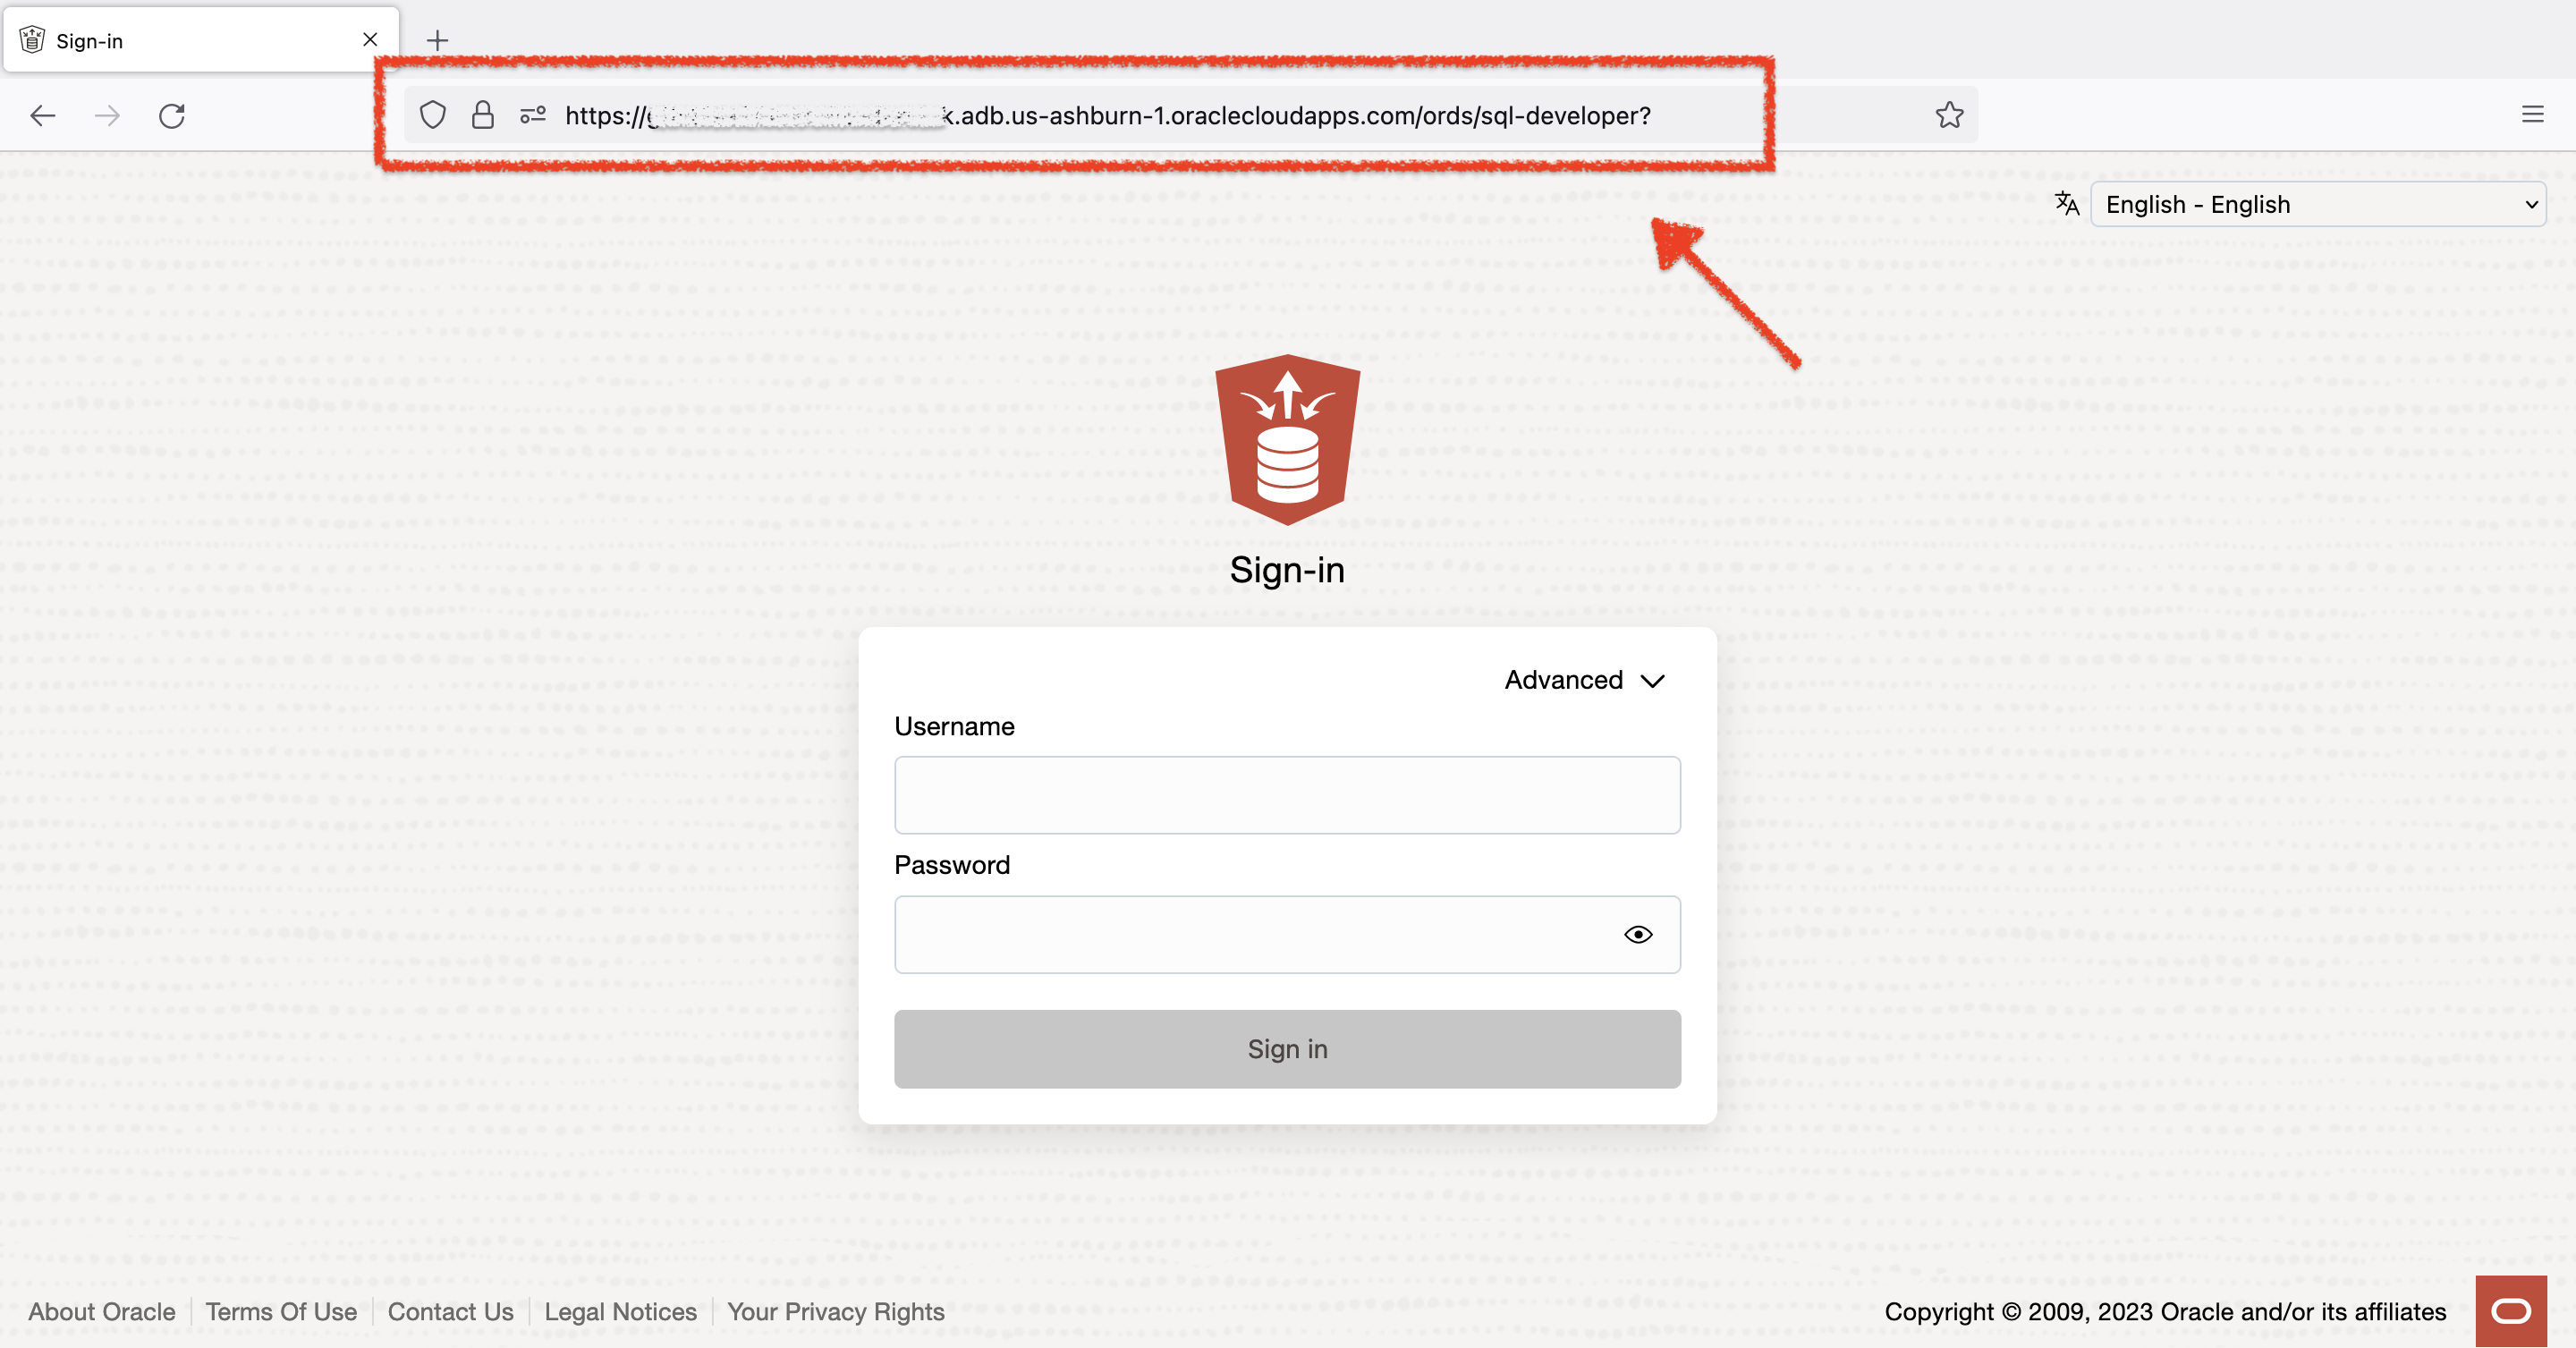 Sign-in
https://g k.adb.us-ashburn-1.oraclecloudapps.com/ords/sql-developer?
English - English
Sign-in
Advanced
Username
Password
Sign in
About Oracle
Terms Of Use
Contact Us
Legal Notices
Your Privacy Rights
Copyright © 2009, 2023 Oracle and/or its affiliates